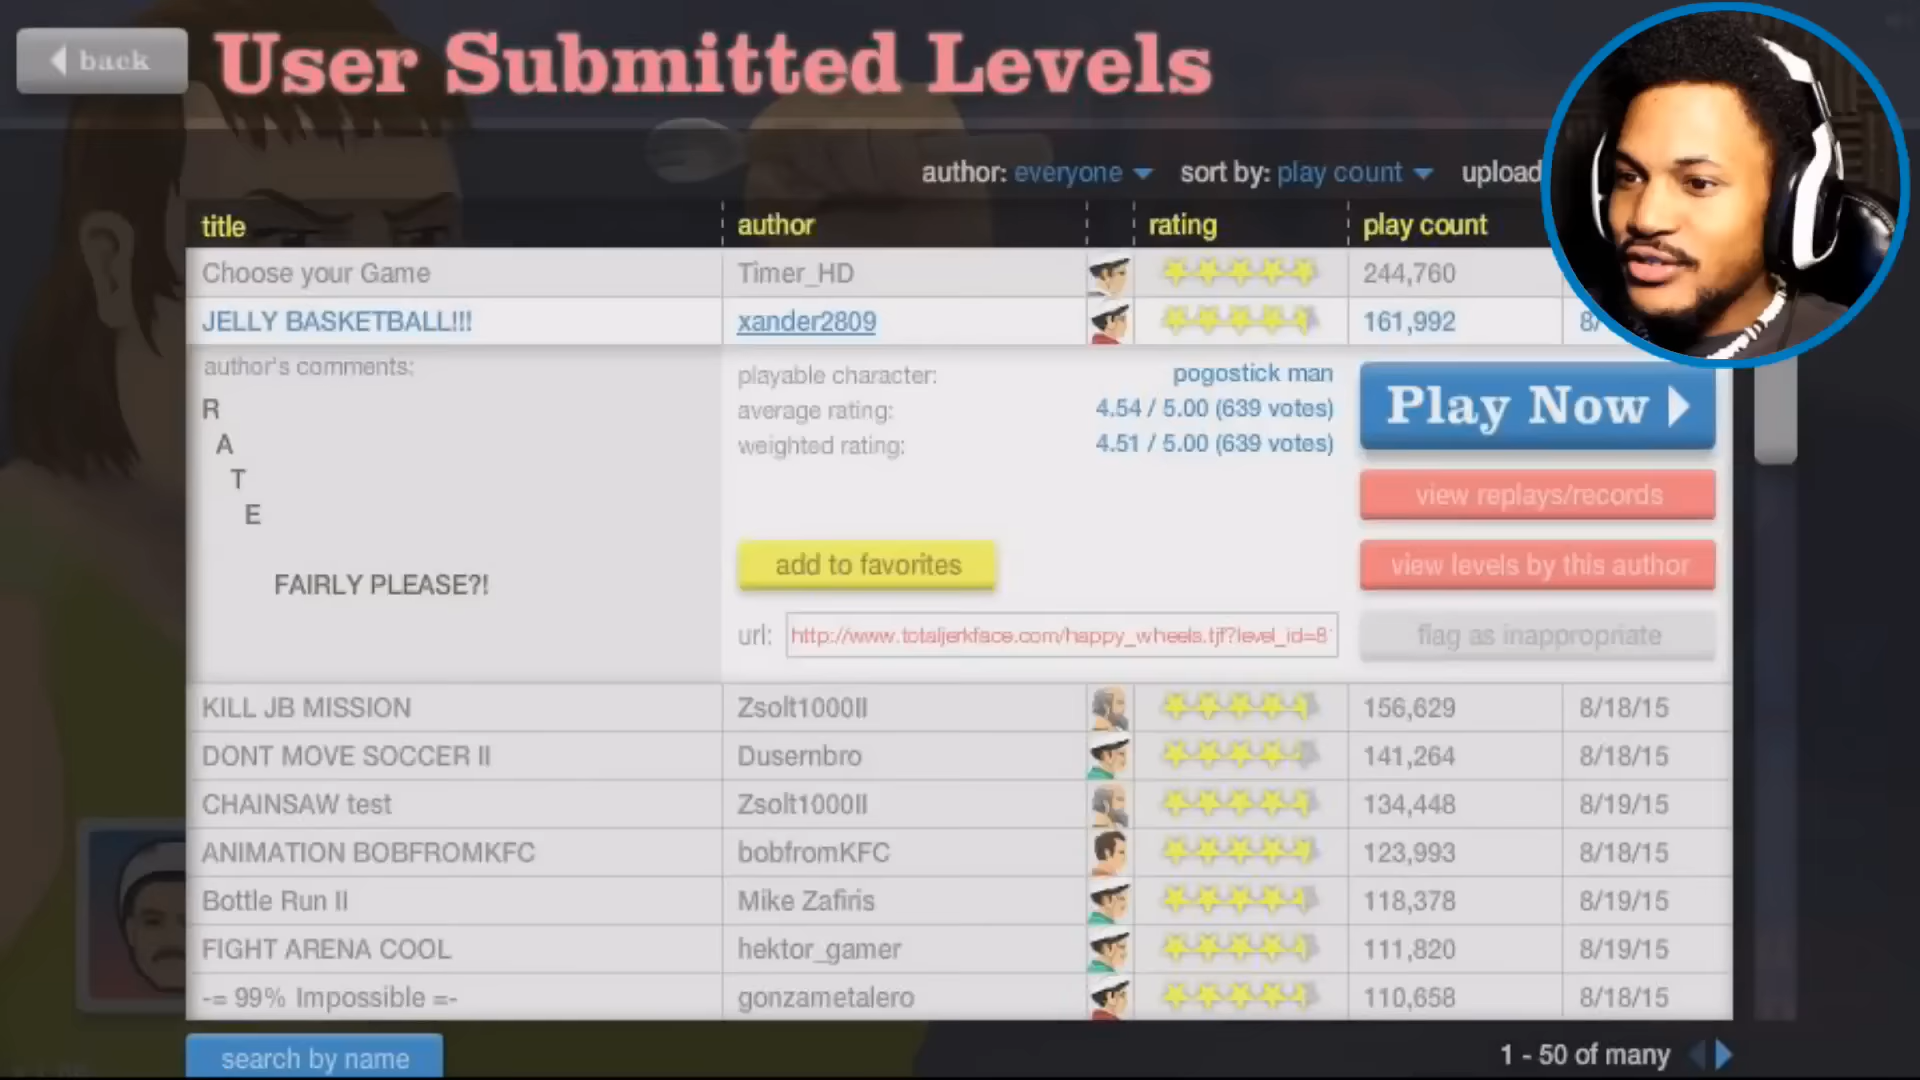 back
User Submitted Levels
author: everyone sort by: play count upload
title author rating play count
Choose your Game Timer_HD 244,760
JELLY BASKETBALL!!! xander2809 161,992 8/
author's comments:
R
A
T
E
FAIRLY PLEASE?!
playable character: pogostick man
average rating: 4.54 / 5.00 (639 votes)
weighted rating: 4.51 / 5.00 (639 votes)
add to favorites
url: http://www.totaljerkface.com/happy_wheels.tjf?level_id=8
Play Now
view replays/records
view levels by this author
flag as inappropriate
KILL JB MISSION Zsolt1000II 156,629 8/18/15
DONT MOVE SOCCER II Dusernbro 141,264 8/18/15
CHAINSAW test Zsolt1000II 134,448 8/19/15
ANIMATION BOBFROMKFC bobfromKFC 123,993 8/18/15
Bottle Run II Mike Zafiris 118,378 8/19/15
FIGHT ARENA COOL hektor_gamer 111,820 8/19/15
-= 99% Impossible =- gonzametalero 110,658 8/18/15
search by name
1 - 50 of many